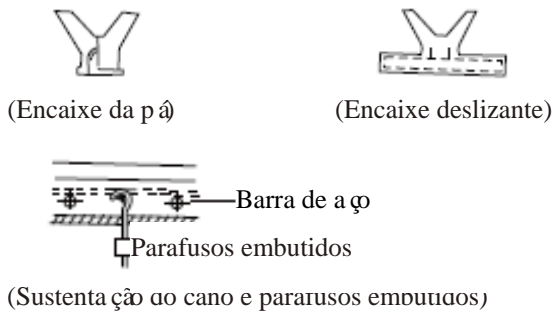 (Encaixe da pá)
(Encaixe deslizante)
Barra de aço
Parafusos embutidos
(Sustentação do cano e parafusos embutidos)